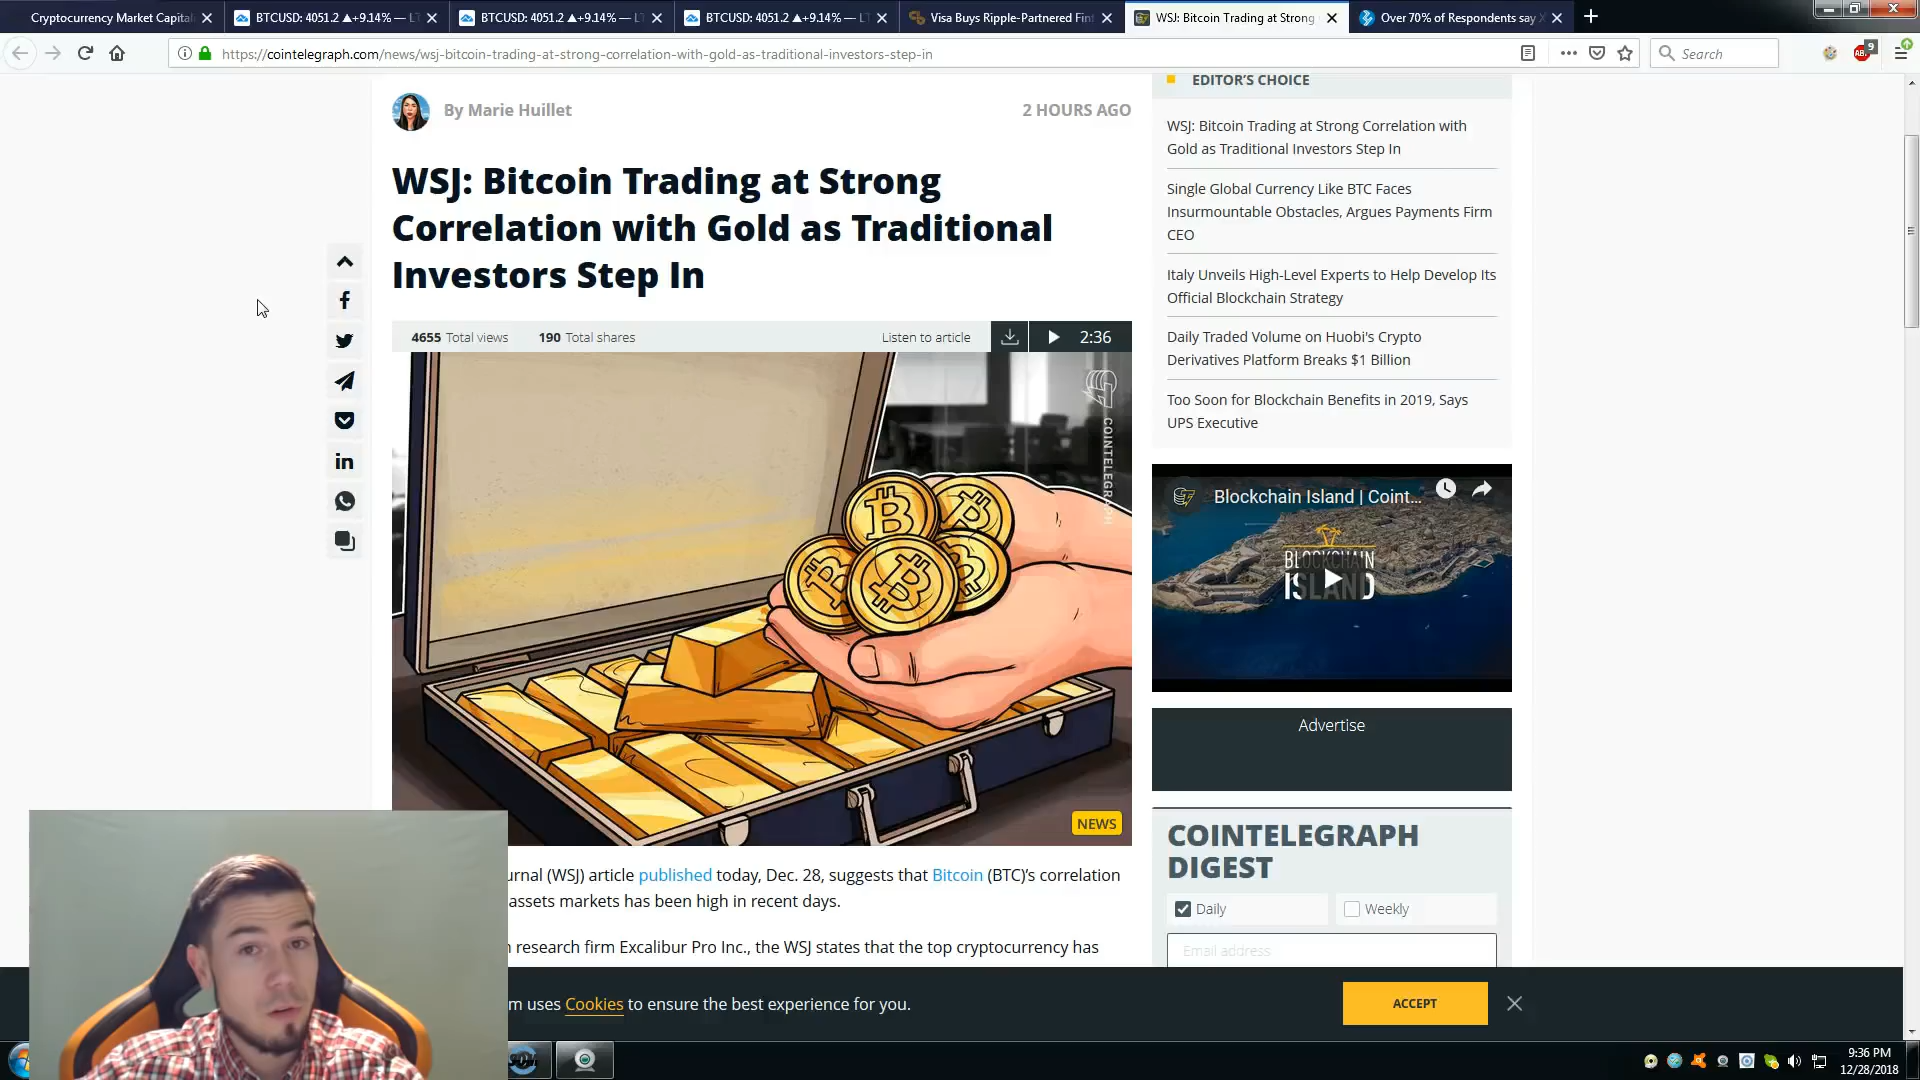 Cryptocurrency Market Capital
BTCUSD: 4051.2 ▲+9.14% — LT
BTCUSD: 4051.2 ▲+9.14% — LT
BTCUSD: 4051.2 ▲+9.14% — LT
Visa Buys Ripple-Partnered Fint
WSJ: Bitcoin Trading at Strong
Over 70% of Respondents say X
https://cointelegraph.com/news/wsj-bitcoin-trading-at-strong-correlation-with-gold-as-traditional-investors-step-in
Search
9
By Marie Huillet
2 HOURS AGO
WSJ: Bitcoin Trading at Strong
Correlation with Gold as Traditional
Investors Step In
4655 Total views
190 Total shares
Listen to article
2:36
COINTELEGRAPH
NEWS
urnal (WSJ) article published today, Dec. 28, suggests that Bitcoin (BTC)’s correlation
assets markets has been high in recent days.
research firm Excalibur Pro Inc., the WSJ states that the top cryptocurrency has
EDITOR’S CHOICE
WSJ: Bitcoin Trading at Strong Correlation with
Gold as Traditional Investors Step In
Single Global Currency Like BTC Faces
Insurmountable Obstacles, Argues Payments Firm
CEO
Italy Unveils High-Level Experts to Help Develop Its
Official Blockchain Strategy
Daily Traded Volume on Huobi's Crypto
Derivatives Platform Breaks $1 Billion
Too Soon for Blockchain Benefits in 2019, Says
UPS Executive
Blockchain Island | Coint...
BLOCKCHAIN
ISLAND
Advertise
COINTELEGRAPH
DIGEST
Daily
Weekly
Email address
m uses Cookies to ensure the best experience for you.
ACCEPT
9:36 PM
12/28/2018